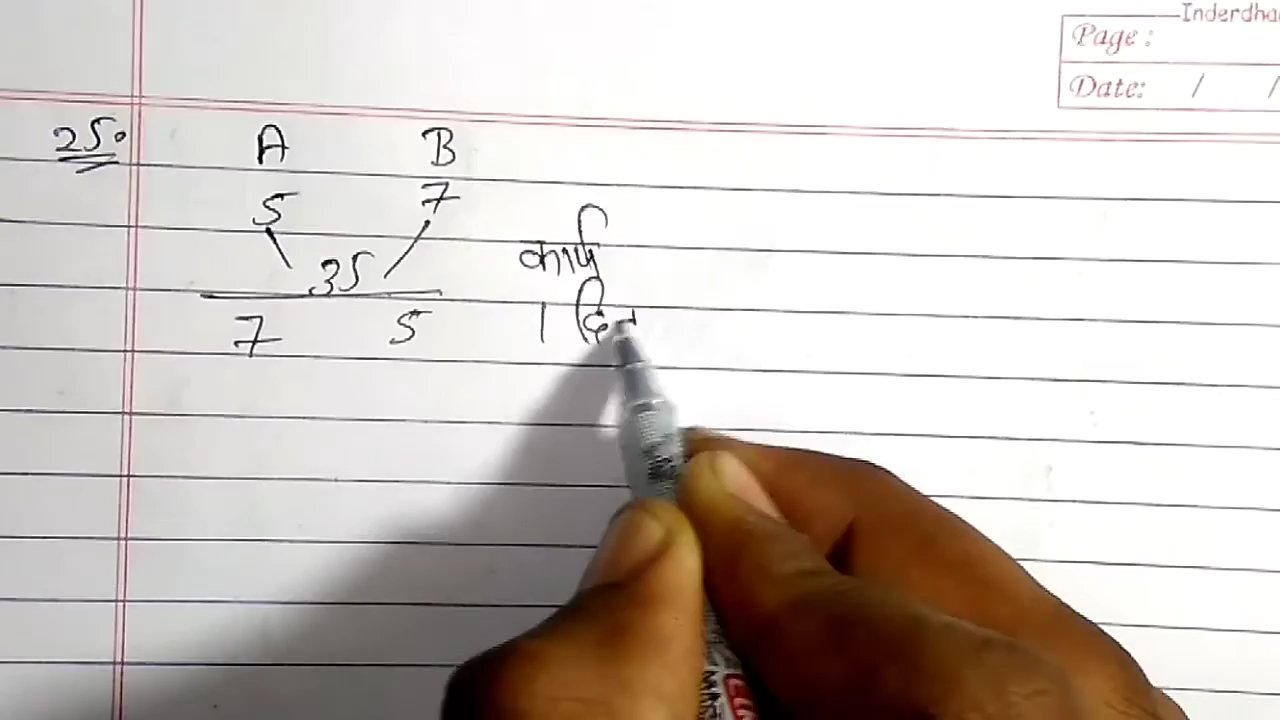 Inderdha
Page :
Date: / /
25.
A B
5 7
35 कार्य
7 5 1 दिन